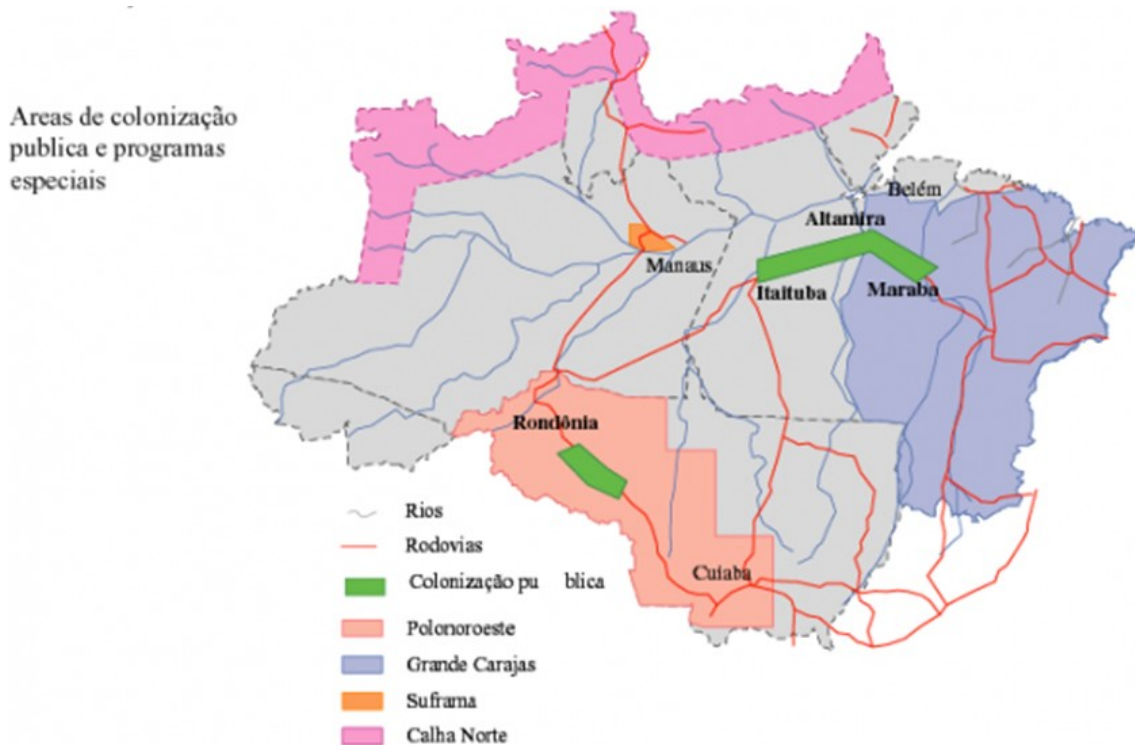 Areas de colonização
publica e programas
especiais
Belém
Altamira
Manaus
Itaituba
Maraba
Rondônia
Cuiaba
Rios
Rodovias
Colonização pu blica
Polonoroeste
Grande Carajas
Suframa
Calha Norte